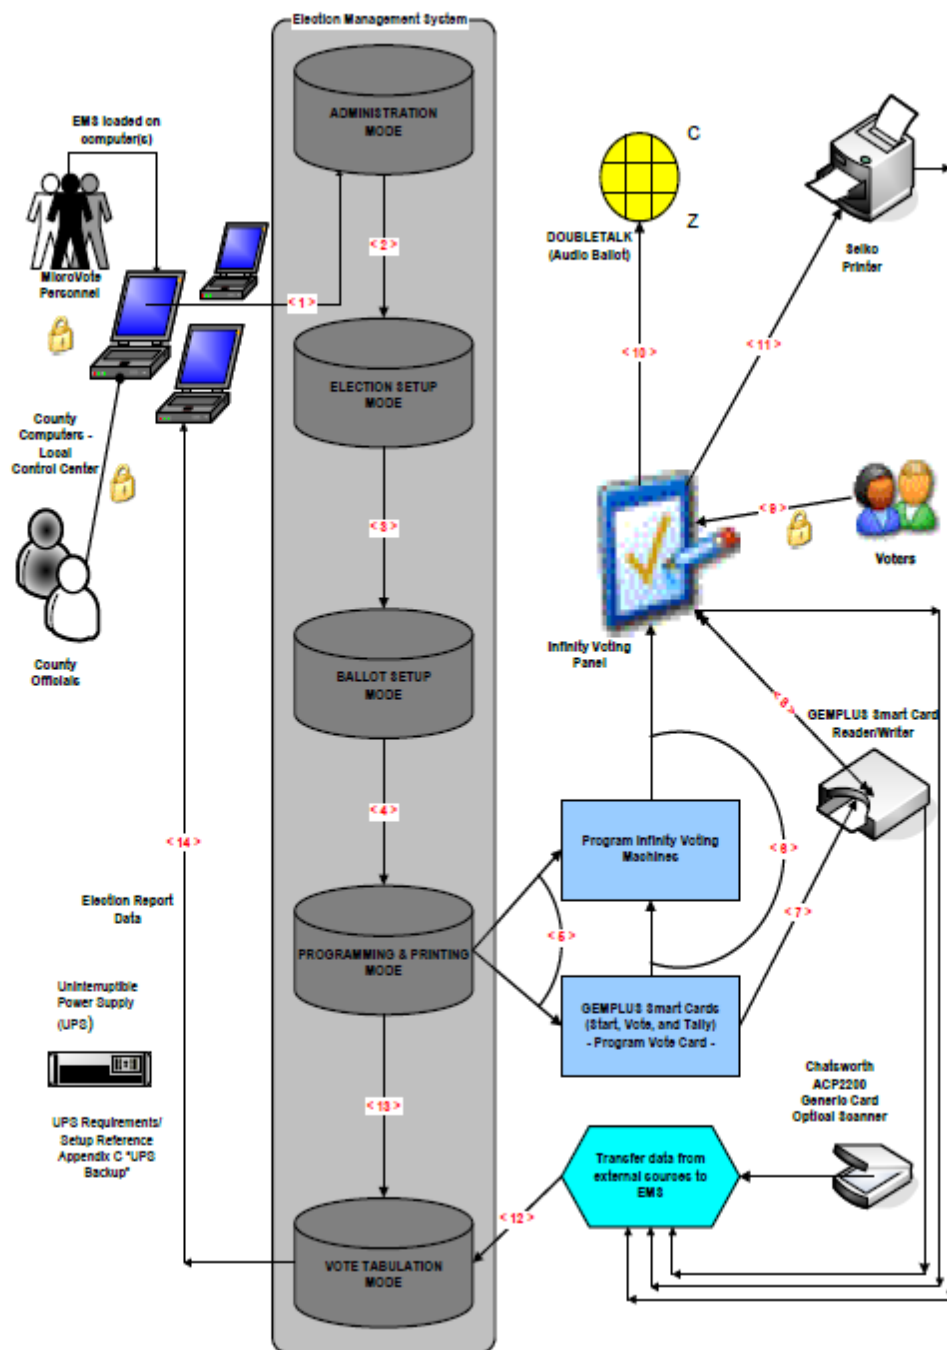 Election Management System
ADMINISTRATION
MODE
EMS loaded on
computer(s)
MicroVote
Personnel
< 1 >
< 2 >
C
Z
DOUBLETALK
(Audio Ballot)
Seiko
Printer
ELECTION SETUP
MODE
< 10 >
< 11 >
County
Computers -
Local
Control Center
County
Officials
< 3 >
< 9 >
Voters
Infinity Voting
Panel
BALLOT SETUP
MODE
< 8 >
GEMPLUS Smart Card
Reader/Writer
< 4 >
< 14 >
Program Infinity Voting
Machines
< 6 >
< 7 >
Election Report
Data
PROGRAMMING & PRINTING
MODE
< 5 >
GEMPLUS Smart Cards
(Start, Vote, and Tally)
- Program Vote Card -
Uninterruptible
Power Supply
(UPS)
UPS Requirements/
Setup Reference
Appendix C "UPS
Backup"
< 13 >
Chatsworth
ACP2200
Generic Card
Optical Scanner
Transfer data from
external sources to
EMS
< 12 >
VOTE TABULATION
MODE